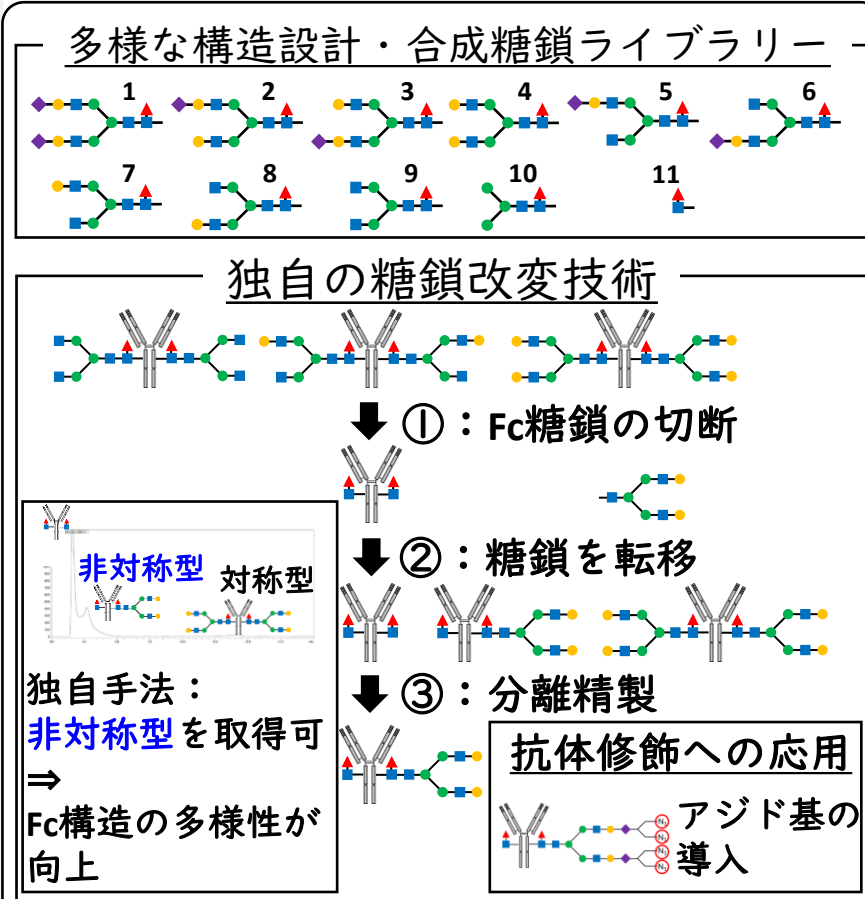 多様な構造設計・合成糖鎖ライブラリー
1 2 3 4 5 6
7 8 9 10 11
独自の糖鎖改変技術
①：Fc糖鎖の切断
②：糖鎖を転移
③：分離精製
非対称型 対称型
独自手法：
非対称型を取得可
⇒
Fc構造の多様性が
向上
抗体修飾への応用
N₃
N₃
N₃
N₃
アジド基の
導入